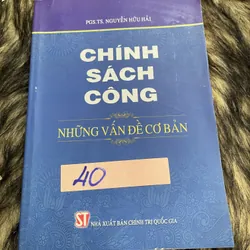 PGS.TS. NGUYỄN HỮU HẢI
CHÍNH
SÁCH
CÔNG
NHỮNG VẤN ĐỀ CƠ BẢN
40
ST NHÀ XUẤT BẢN CHÍNH TRỊ QUỐC GIA